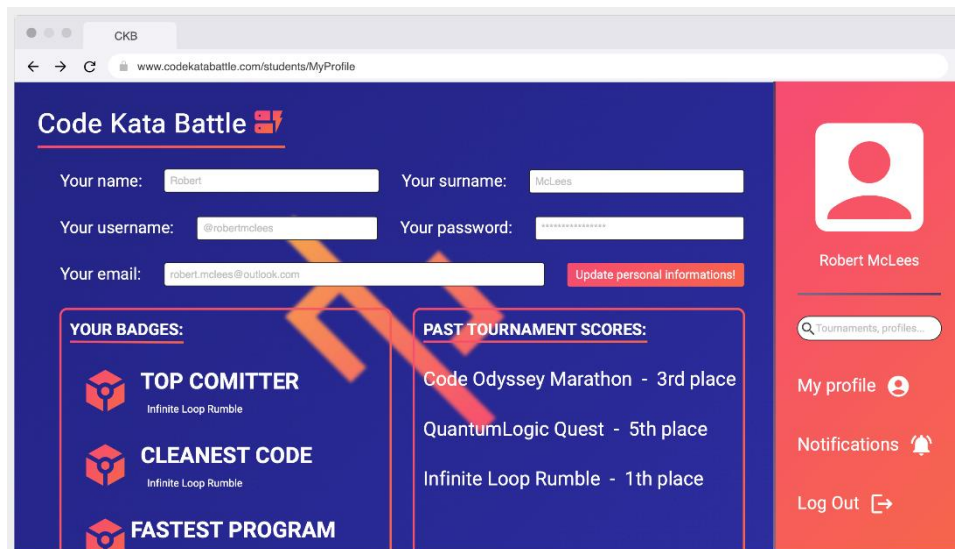 CKB
www.codekatabattle.com/students/MyProfile
Code Kata Battle
Your name: Robert
Your surname: McLees
Your username: @robertmclees
Your password: ****************
Your email: robert.mclees@outlook.com
Update personal informations!
YOUR BADGES:
TOP COMITTER
Infinite Loop Rumble
CLEANEST CODE
Infinite Loop Rumble
FASTEST PROGRAM
PAST TOURNAMENT SCORES:
Code Odyssey Marathon - 3rd place
QuantumLogic Quest - 5th place
Infinite Loop Rumble - 1th place
Robert McLees
Tournaments, profiles...
My profile
Notifications
Log Out